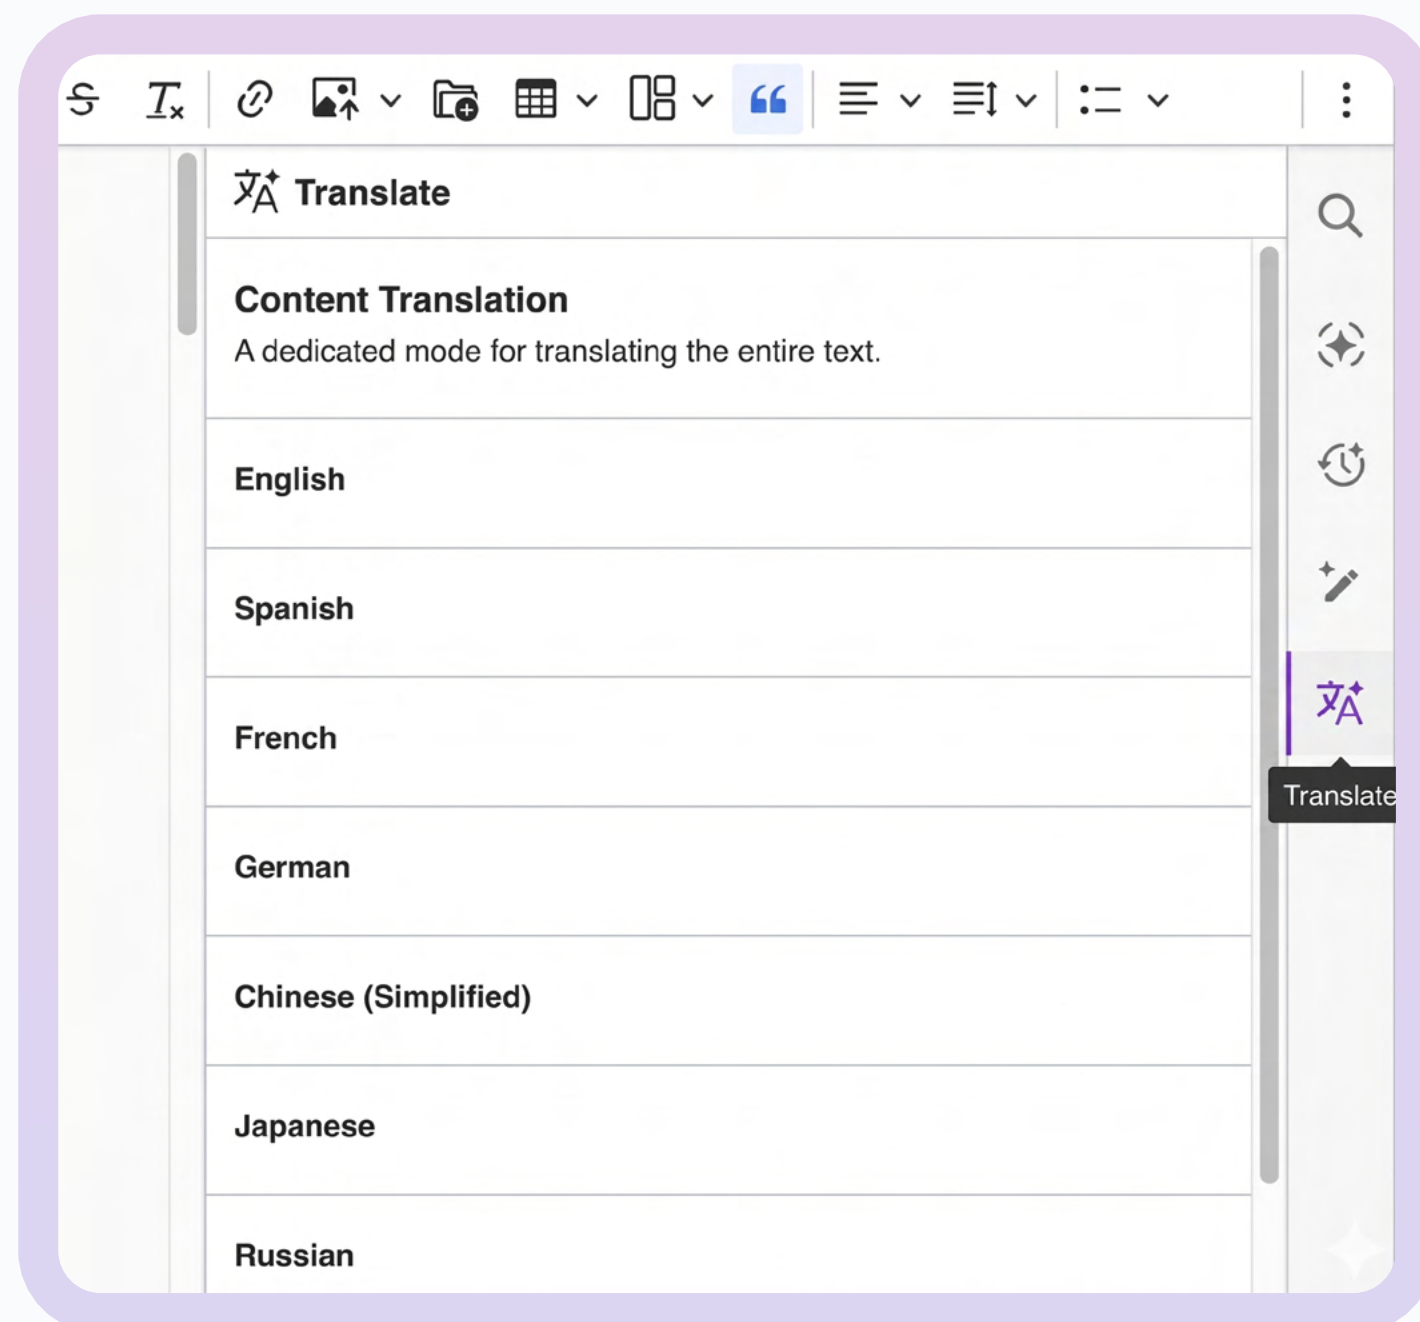 Translate
Content Translation
A dedicated mode for translating the entire text.
English
Spanish
French
German
Translate
Chinese (Simplified)
Japanese
Russian